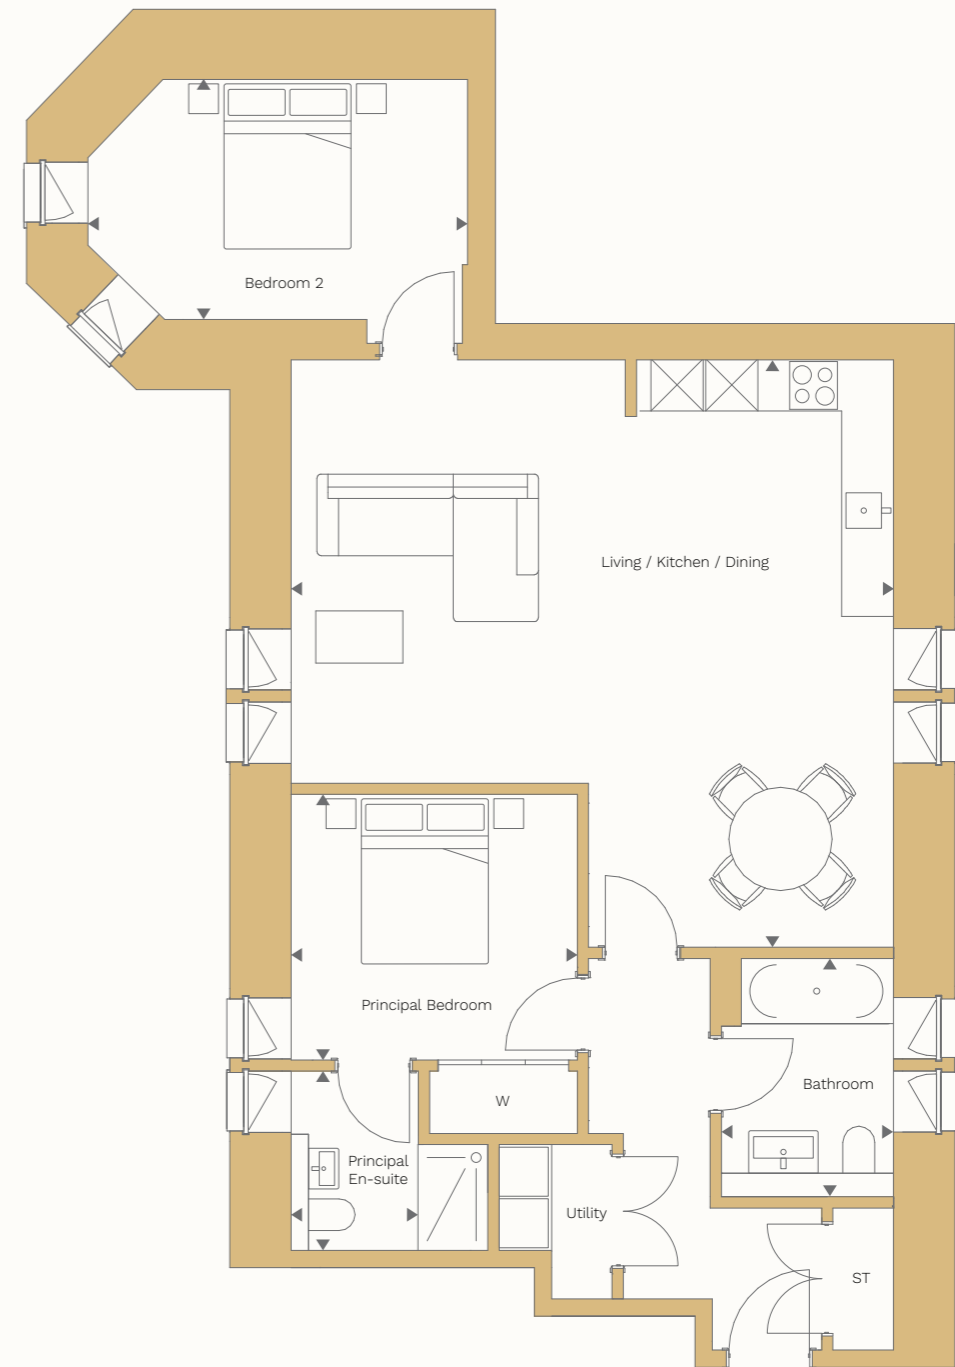 Bedroom 2
Living / Kitchen / Dining
Principal Bedroom
W
Bathroom
Principal
En-suite
Utility
ST